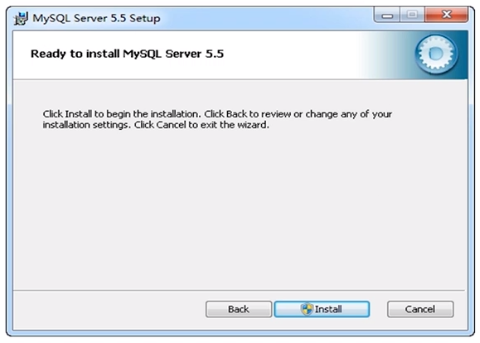 MySQL Server 5.5 Setup
Ready to install MySQL Server 5.5
Click Install to begin the installation. Click Back to review or change any of your
installation settings. Click Cancel to exit the wizard.
Back
Install
Cancel